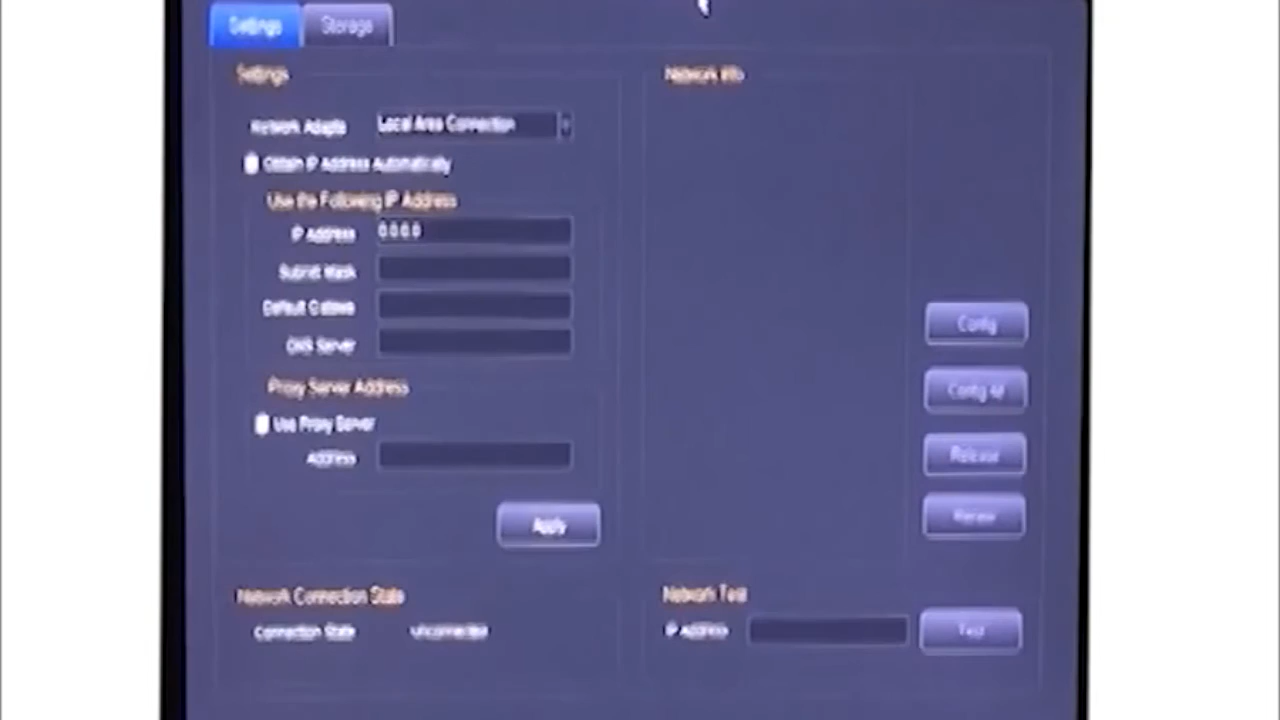 Settings Storage
Settings
Network Adapte
Local Area Connection
Obtain IP Address Automatically
Use the Following IP Address
IP Address 0.0.0.0
Subnet Mask
Default Gatewa
DNS Server
Proxy Server Address
Use Proxy Server
Address
Apply
Network Connection State
Connection State unconnected
Network Info
Config
Config All
Release
Renew
Network Test
IP Address
Test